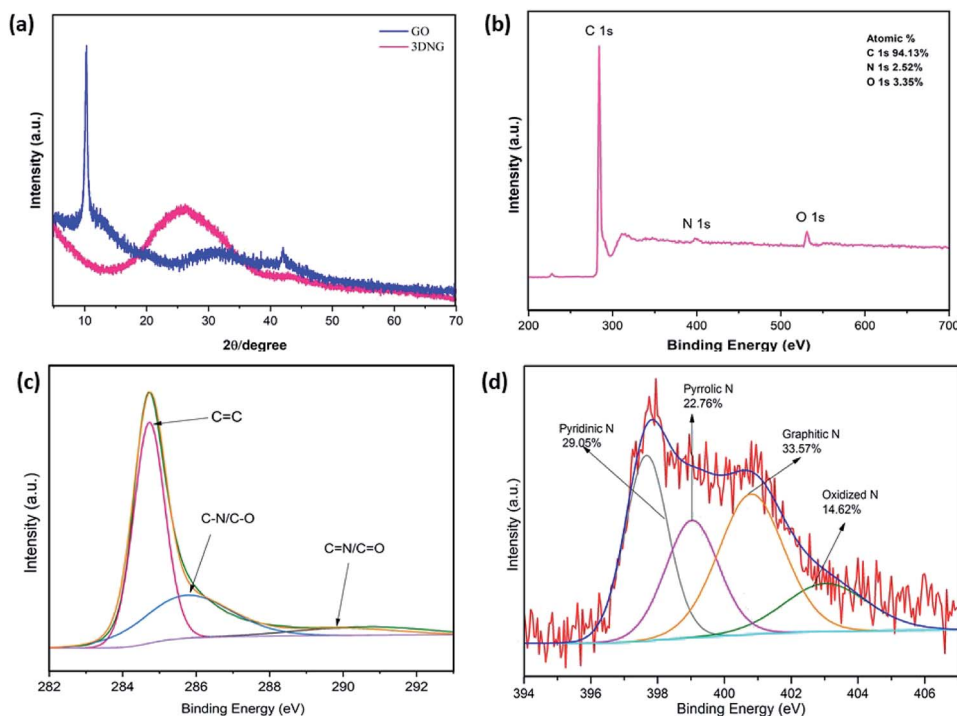 (a)
GO
3DNG
Intensity (a.u.)
10 20 30 40 50 60 70
2θ/degree
(b)
C 1s
Atomic %
C 1s 94.13%
N 1s 2.52%
O 1s 3.35%
N 1s
O 1s
Intensity (a.u.)
200 300 400 500 600 700
Binding Energy (eV)
(c)
C=C
C-N/C-O
C=N/C=O
Intensity (a.u.)
282 284 286 288 290 292
Binding Energy (eV)
(d)
Pyrrolic N
22.76%
Pyridinic N
29.05%
Graphitic N
33.57%
Oxidized N
14.62%
Intensity (a.u.)
394 396 398 400 402 404 406
Binding Energy (eV)